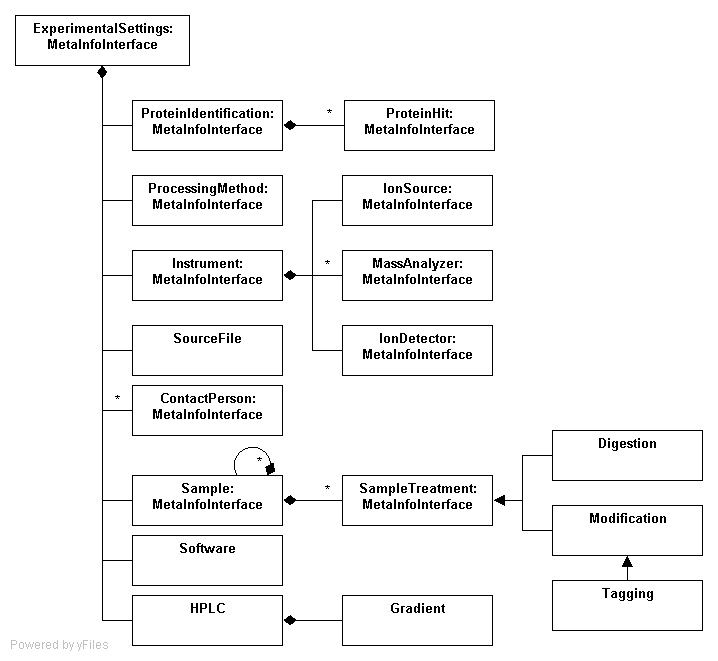 ExperimentalSettings:
MetaInfoInterface
ProteinIdentification:
MetaInfoInterface
*
ProteinHit:
MetaInfoInterface
ProcessingMethod:
MetaInfoInterface
IonSource:
MetaInfoInterface
Instrument:
MetaInfoInterface
*
MassAnalyzer:
MetaInfoInterface
SourceFile
IonDetector:
MetaInfoInterface
*
ContactPerson:
MetaInfoInterface
Digestion
*
Sample:
MetaInfoInterface
*
SampleTreatment:
MetaInfoInterface
Modification
Software
Tagging
HPLC
Gradient
Powered by yFiles